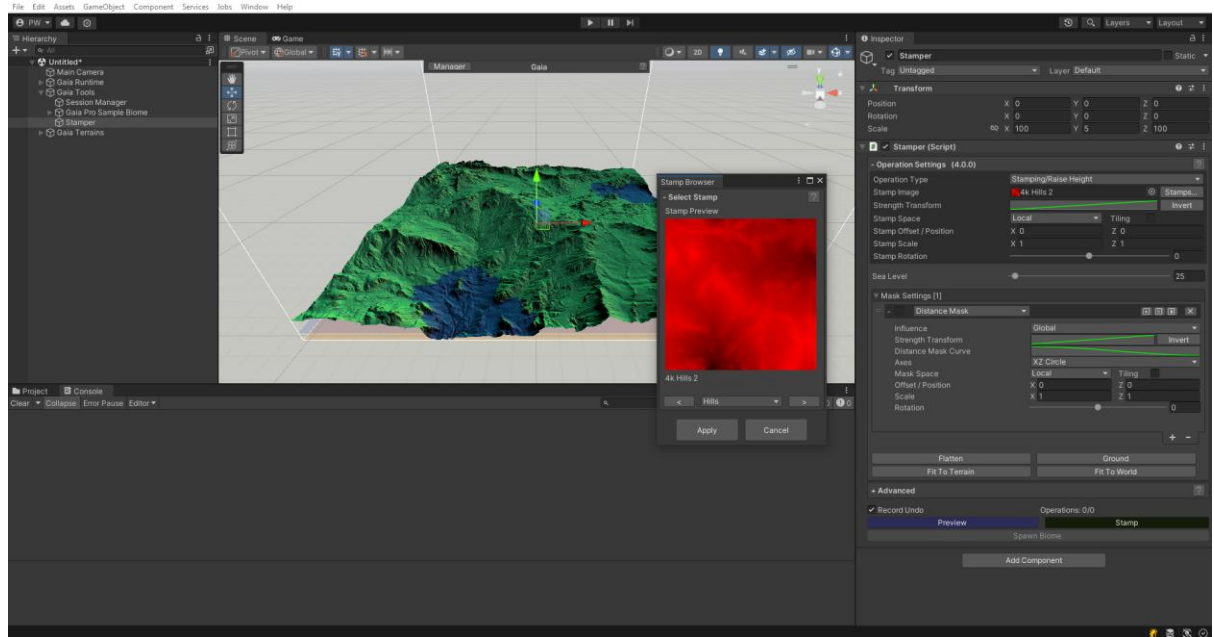 File Edit Assets GameObject Component Services Jobs Window Help
PW Layers Layout
Hierarchy
All
Untitled*
Main Camera
Gaia Runtime
Gaia Tools
Session Manager
Gaia Pro Sample Biome
Stamper
Gaia Terrains
Scene Game
Pivot Global 2D
Manager Gaia
Stamp Browser
- Select Stamp
Stamp Preview
4k Hills 2
< Hills >
Apply Cancel
Project Console
Clear Collapse Error Pause Editor 0
Inspector
Stamper Static
Tag Untagged Layer Default
Transform
Position X 0 Y 0 Z 0
Rotation X 0 Y 0 Z 0
Scale X 100 Y 5 Z 100
Stamper (Script)
- Operation Settings (4.0.0)
Operation Type Stamping/Raise Height
Stamp Image 4k Hills 2 Stamps...
Strength Transform Invert
Stamp Space Local Tiling
Stamp Offset / Position X 0 Z 0
Stamp Scale X 1 Z 1
Stamp Rotation 0
Sea Level 25
Mask Settings [1]
- Distance Mask
Influence Global
Strength Transform Invert
Distance Mask Curve
Axes XZ Circle
Mask Space Local Tiling
Offset / Position X 0 Z 0
Scale X 1 Z 1
Rotation 0
+ -
Flatten Ground
Fit To Terrain Fit To World
+ Advanced
Record Undo Operations: 0/0
Preview Stamp
Spawn Biome
Add Component